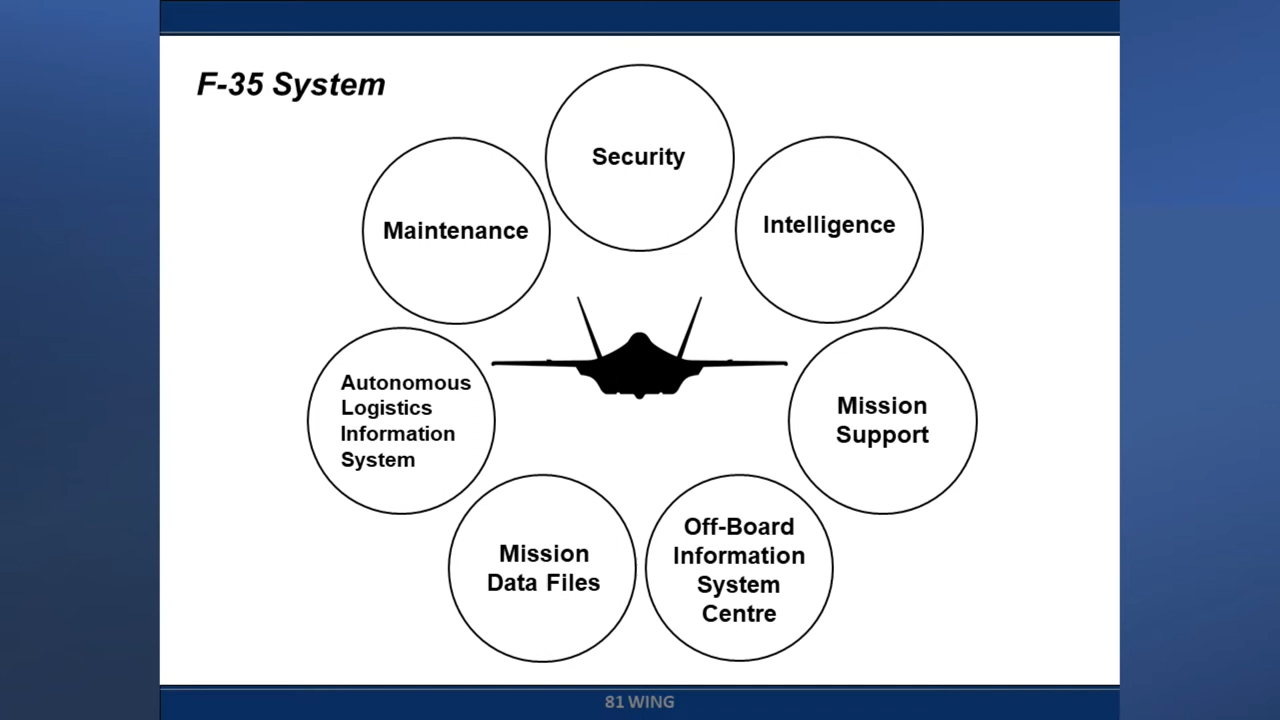 F-35 System
Security
Maintenance
Intelligence
Autonomous
Logistics
Information
System
Mission
Support
Mission
Data Files
Off-Board
Information
System
Centre
81 WING